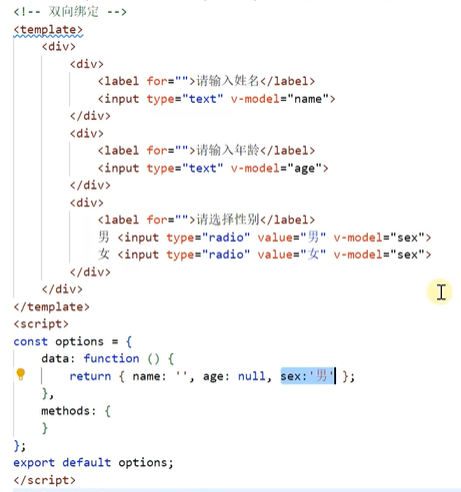 <!-- 双向绑定 -->
<template>
    <div>
        <div>
            <label for="">请输入姓名</label>
            <input type="text" v-model="name">
        </div>
        <div>
            <label for="">请输入年龄</label>
            <input type="text" v-model="age">
        </div>
        <div>
            <label for="">请选择性别</label>
            男 <input type="radio" value="男" v-model="sex">
            女 <input type="radio" value="女" v-model="sex">
        </div>
    </div>
</template>
<script>
const options = {
    data: function () {
        return { name: '', age: null, sex:'男' };
    },
    methods: {
    }
};
export default options;
</script>